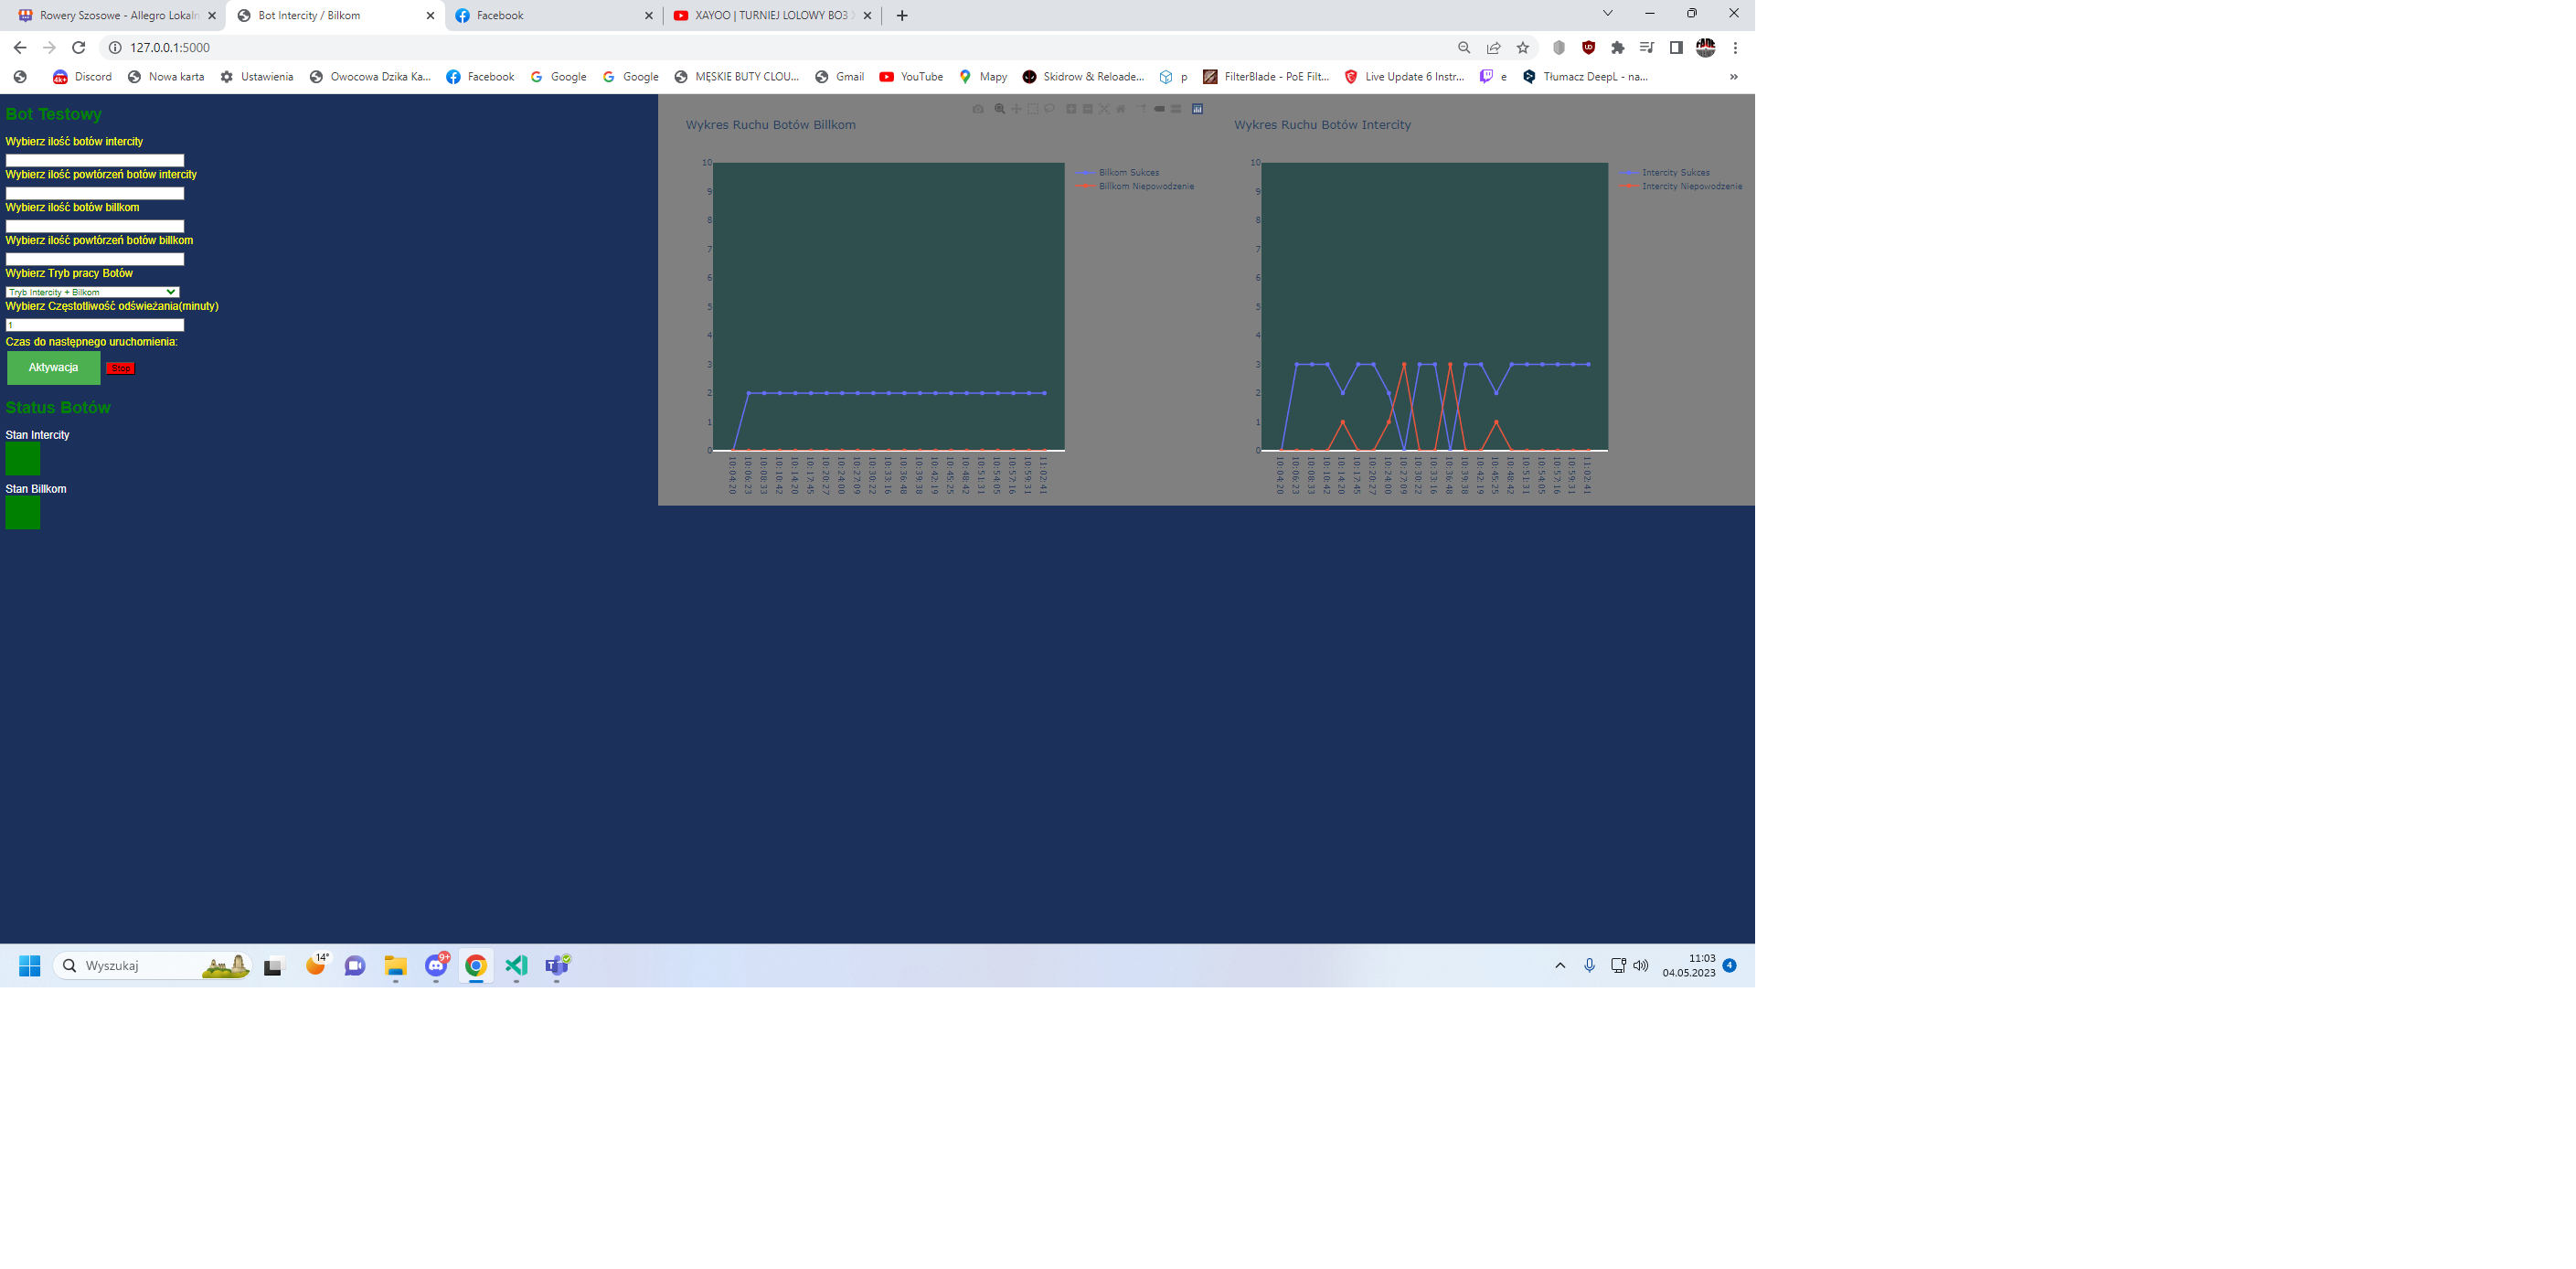 Rowery Szosowe - Allegro Lokaln
Bot Intercity / Bilkom
Facebook
XAYOO | TURNIEJ LOLOWY BO3
127.0.0.1:5000
4K+ Discord
Nowa karta
Ustawienia
Owocowa Dzika Ka...
Facebook
Google
Google
MĘSKIE BUTY CLOU...
Gmail
YouTube
Mapy
Skidrow & Reloade...
p
FilterBlade - PoE Filt...
Live Update 6 Instr...
e
Tłumacz DeepL - na...
»
Bot Testowy
Wybierz ilość botów intercity
Wybierz ilość powtórzeń botów intercity
Wybierz ilość botów billkom
Wybierz ilość powtórzeń botów billkom
Wybierz Tryb pracy Botów
Tryb Intercity + Bilkom
Wybierz Częstotliwość odświeżania(minuty)
1
Czas do następnego uruchomienia:
Aktywacja
Stop
Status Botów
Stan Intercity
Stan Billkom
Wykres Ruchu Botów Billkom
10
9
8
7
6
5
4
3
2
1
0
Bilkom Sukces
Billkom Niepowodzenie
10:04:20
10:06:23
10:08:33
10:10:42
10:14:20
10:17:45
10:20:27
10:24:00
10:27:09
10:30:22
10:33:16
10:36:48
10:39:38
10:42:19
10:45:25
10:48:42
10:51:31
10:54:05
10:57:16
10:59:31
11:02:41
Wykres Ruchu Botów Intercity
10
9
8
7
6
5
4
3
2
1
0
Intercity Sukces
Intercity Niepowodzenie
10:04:20
10:06:23
10:08:33
10:10:42
10:14:20
10:17:45
10:20:27
10:24:00
10:27:09
10:30:22
10:33:16
10:36:48
10:39:38
10:42:19
10:45:25
10:48:42
10:51:31
10:54:05
10:57:16
10:59:31
11:02:41
Wyszukaj
14°
9+
11:03
04.05.2023
4